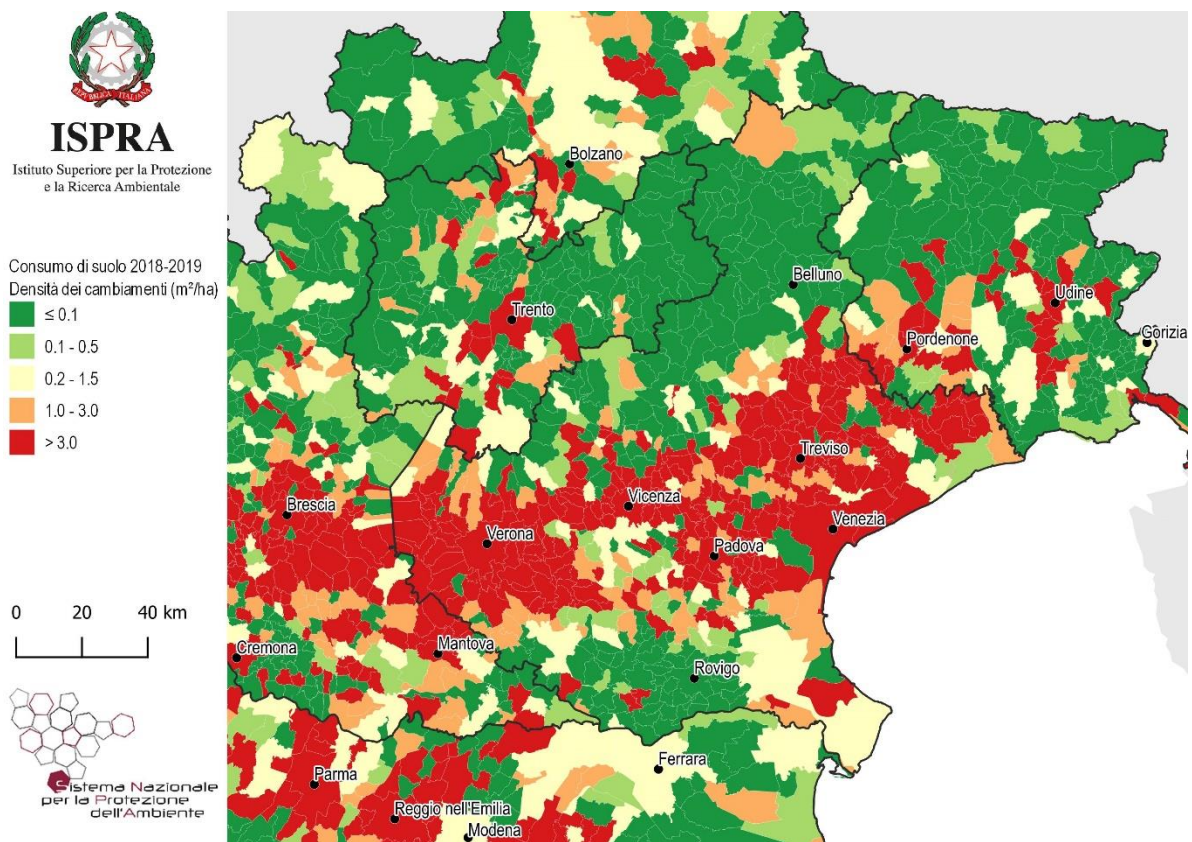 REPVBBLICA ITALIANA
ISPRA
Istituto Superiore per la Protezione
e la Ricerca Ambientale
Consumo di suolo 2018-2019
Densità dei cambiamenti (m²/ha)
≤ 0.1
0.1 - 0.5
0.2 - 1.5
1.0 - 3.0
> 3.0
0 20 40 km
Sistema Nazionale
per la Protezione
dell'Ambiente
Bolzano
Belluno
Trento
Udine
Pordenone
Gorizia
Treviso
Brescia
Vicenza
Verona
Venezia
Padova
Cremona
Mantova
Rovigo
Ferrara
Parma
Reggio nell'Emilia
Modena